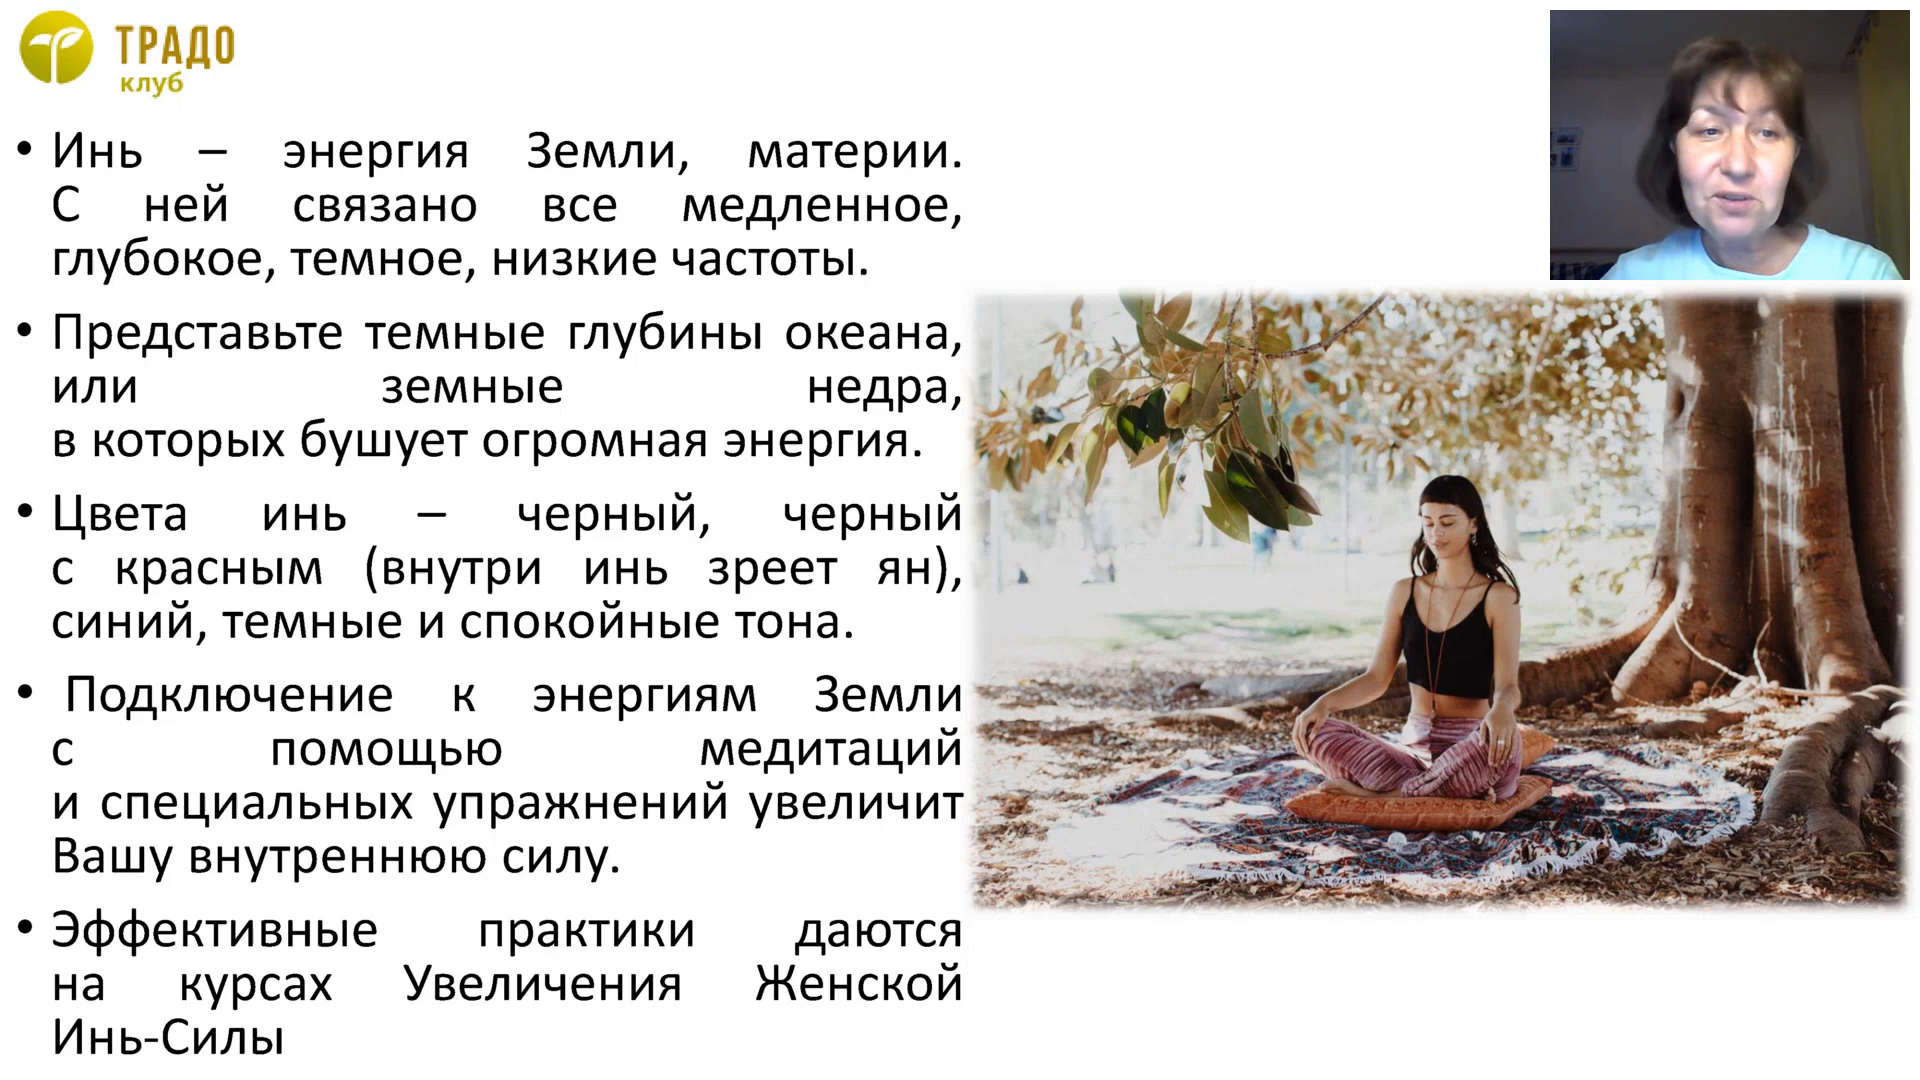 ТРАДО
клуб
• Инь – энергия Земли, материи.
С ней связано все медленное,
глубокое, темное, низкие частоты.
• Представьте темные глубины океана,
или земные недра,
в которых бушует огромная энергия.
• Цвета инь – черный, черный
с красным (внутри инь зреет ян),
синий, темные и спокойные тона.
• Подключение к энергиям Земли
с помощью медитаций
и специальных упражнений увеличит
Вашу внутреннюю силу.
• Эффективные практики даются
на курсах Увеличения Женской
Инь-Силы